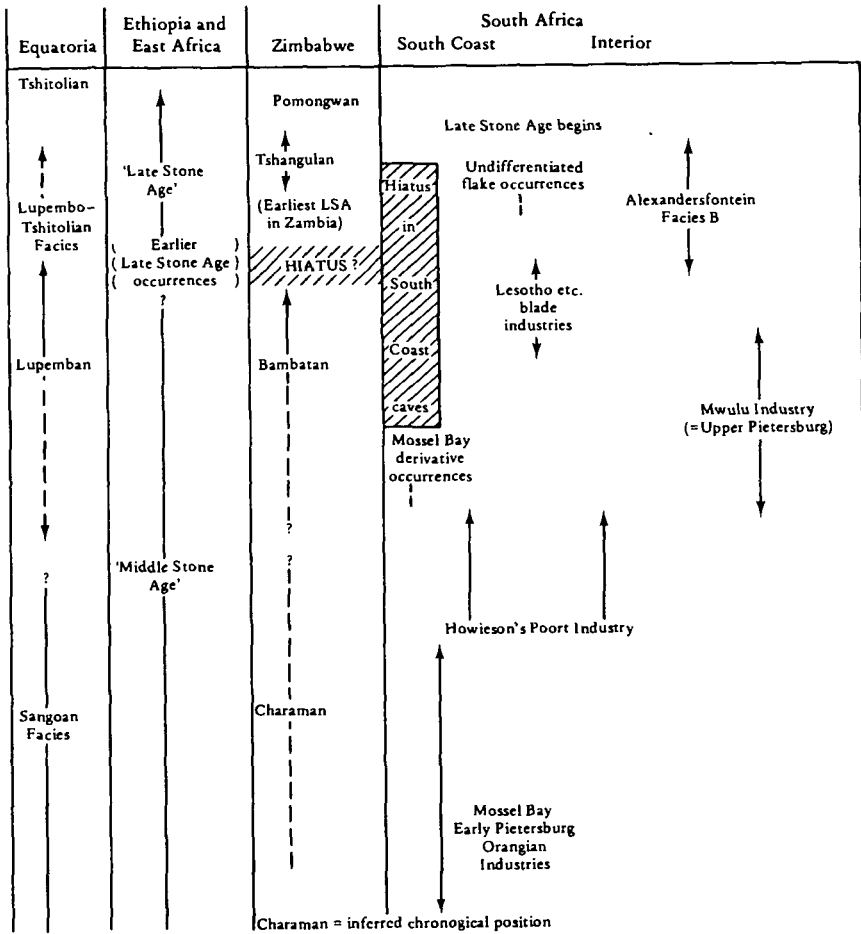 South Africa
Equatoria
Ethiopia and
East Africa
Zimbabwe
South Coast
Interior
Tshitolian
Lupembo–
Tshitolian
Facies
Lupemban
?
Sangoan
Facies
'Late Stone
Age'
( Earlier )
( Late Stone Age )
( occurrences )
?
'Middle Stone
Age'
Pomongwan
Tshangulan
(Earliest LSA
in Zambia)
HIATUS ?
Bambatan
?
?
Charaman
Hiatus
in
South
Coast
caves
Mossel Bay
derivative
occurrences
Late Stone Age begins
Undifferentiated
flake occurrences
Lesotho etc.
blade
industries
Alexandersfontein
Facies B
Mwulu Industry
(= Upper Pietersburg)
Howieson's Poort Industry
Mossel Bay
Early Pietersburg
Orangian
Industries
Charaman = inferred chronogical position